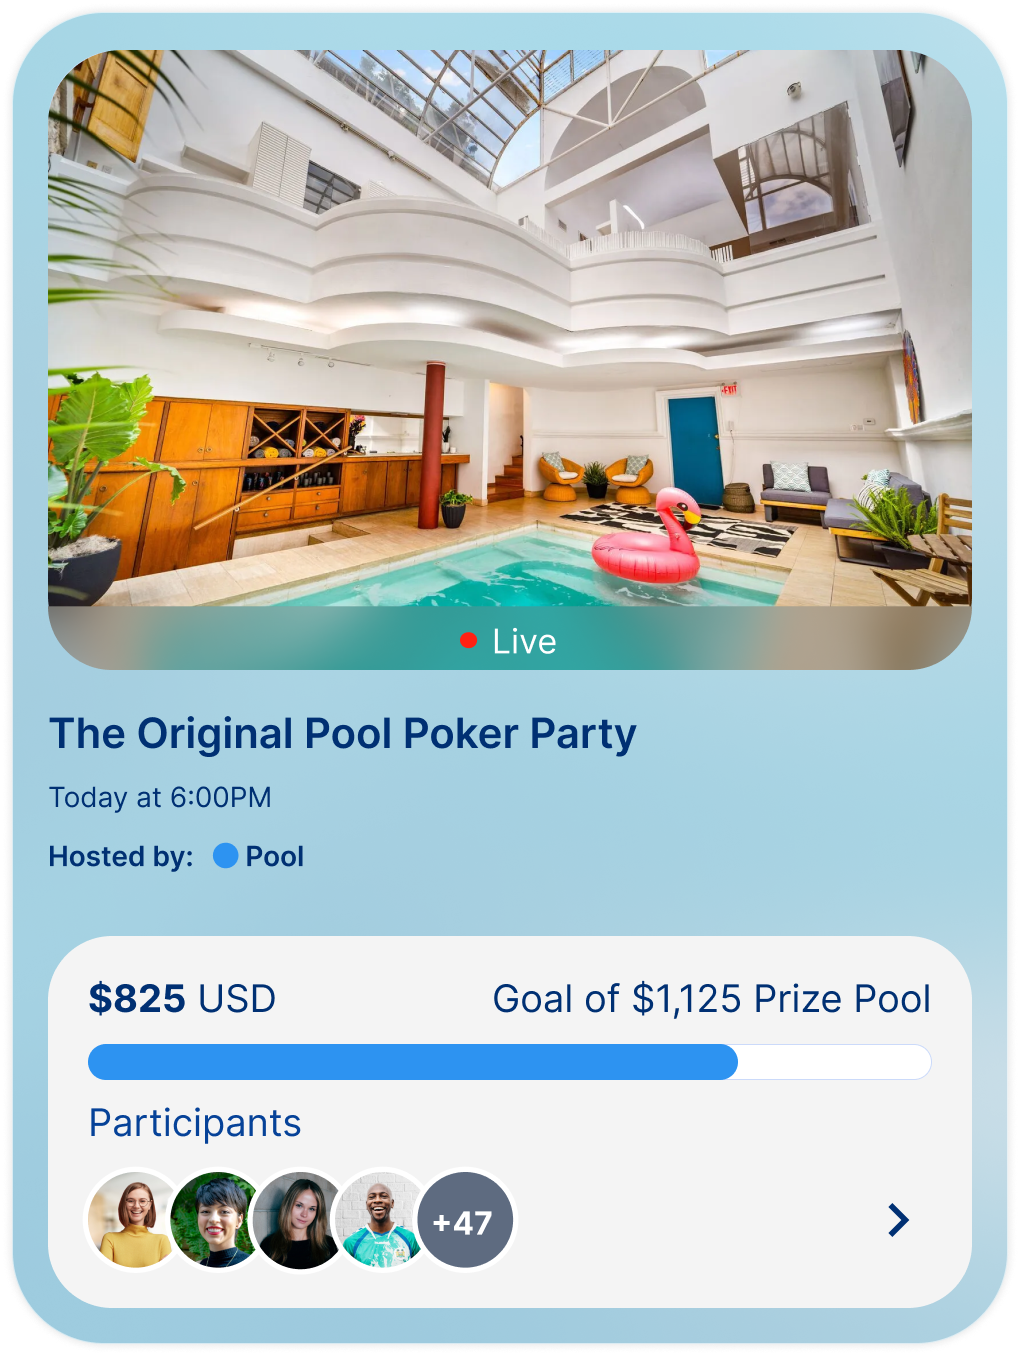 EXIT
Live
The Original Pool Poker Party
Today at 6:00PM
Hosted by: Pool
$825 USD
Goal of $1,125 Prize Pool
Participants
+47